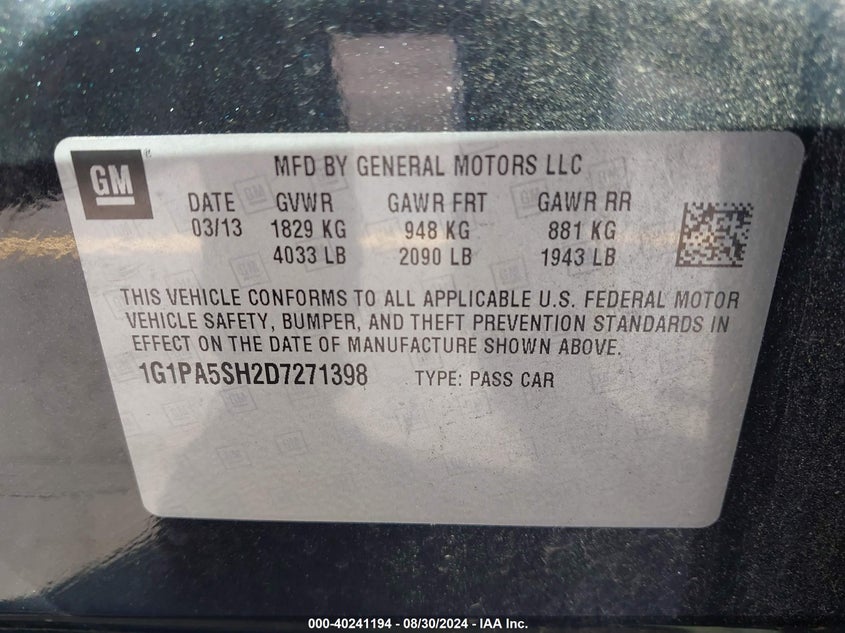 GM
MFD BY GENERAL MOTORS LLC
DATE GVWR GAWR FRT GAWR RR
03/13 1829 KG 948 KG 881 KG
4033 LB 2090 LB 1943 LB
THIS VEHICLE CONFORMS TO ALL APPLICABLE U.S. FEDERAL MOTOR
VEHICLE SAFETY, BUMPER, AND THEFT PREVENTION STANDARDS IN
EFFECT ON THE DATE OF MANUFACTURE SHOWN ABOVE.
1G1PA5SH2D7271398 TYPE: PASS CAR
000-40241194 - 08/30/2024 - IAA Inc.